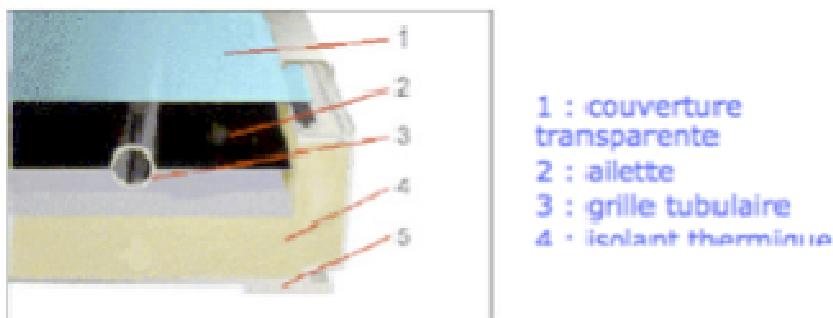 1
2
3
4
5
1 : couverture
transparente
2 : ailette
3 : grille tubulaire
4 : isolant thermique